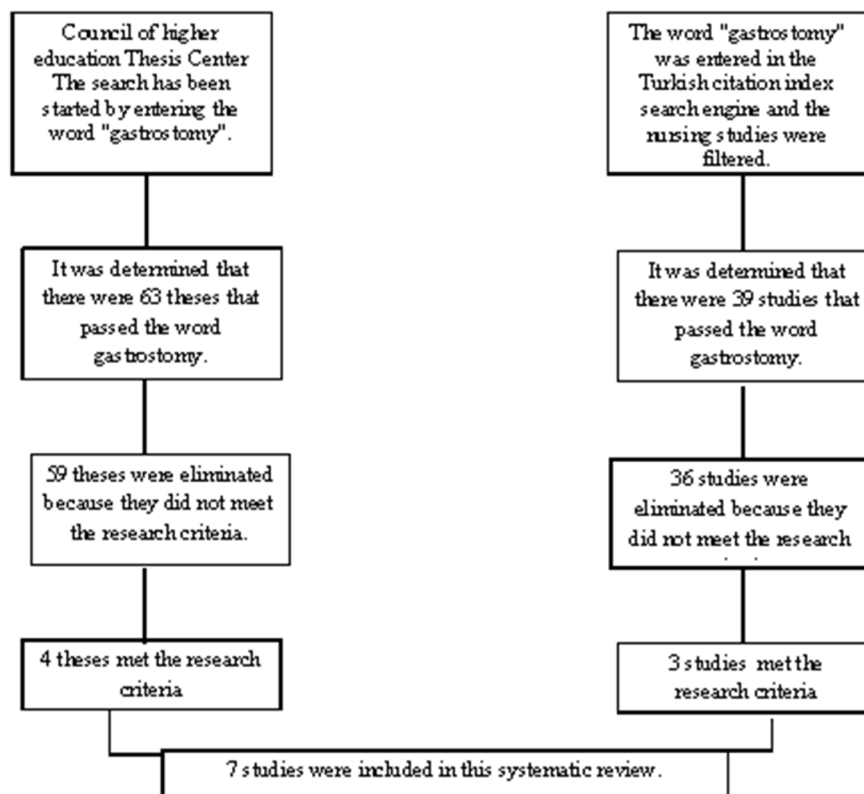 Council of higher
education Thesis Center
The search has been
started by entering the
word "gastrostomy".
It was determined that
there were 63 theses that
passed the word
gastrostomy.
59 theses were eliminated
because they did not meet
the research criteria.
4 theses met the research
criteria
The word "gastrostomy"
was entered in the
Turkish citation index
search engine and the
nursing studies were
filtered.
It was determined that
there were 39 studies that
passed the word
gastrostomy.
36 studies were
eliminated because they
did not meet the research
3 studies met the
research criteria
7 studies were included in this systematic review.